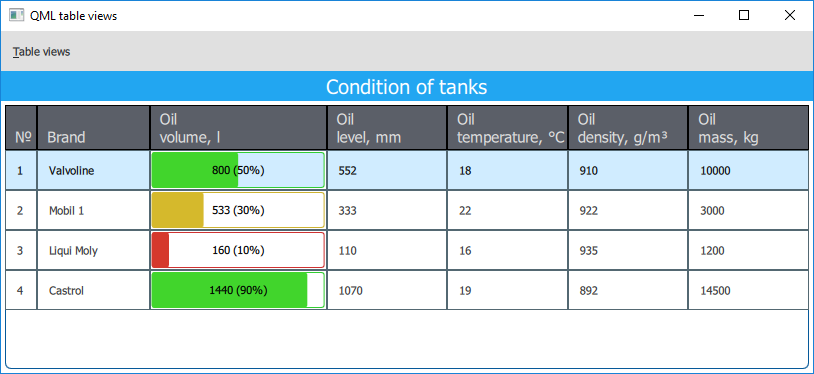 QML table views
Table views
Condition of tanks
№ Brand Oil volume, l Oil level, mm Oil temperature, °C Oil density, g/m³ Oil mass, kg
1 Valvoline 800 (50%) 552 18 910 10000
2 Mobil 1 533 (30%) 333 22 922 3000
3 Liqui Moly 160 (10%) 110 16 935 1200
4 Castrol 1440 (90%) 1070 19 892 14500